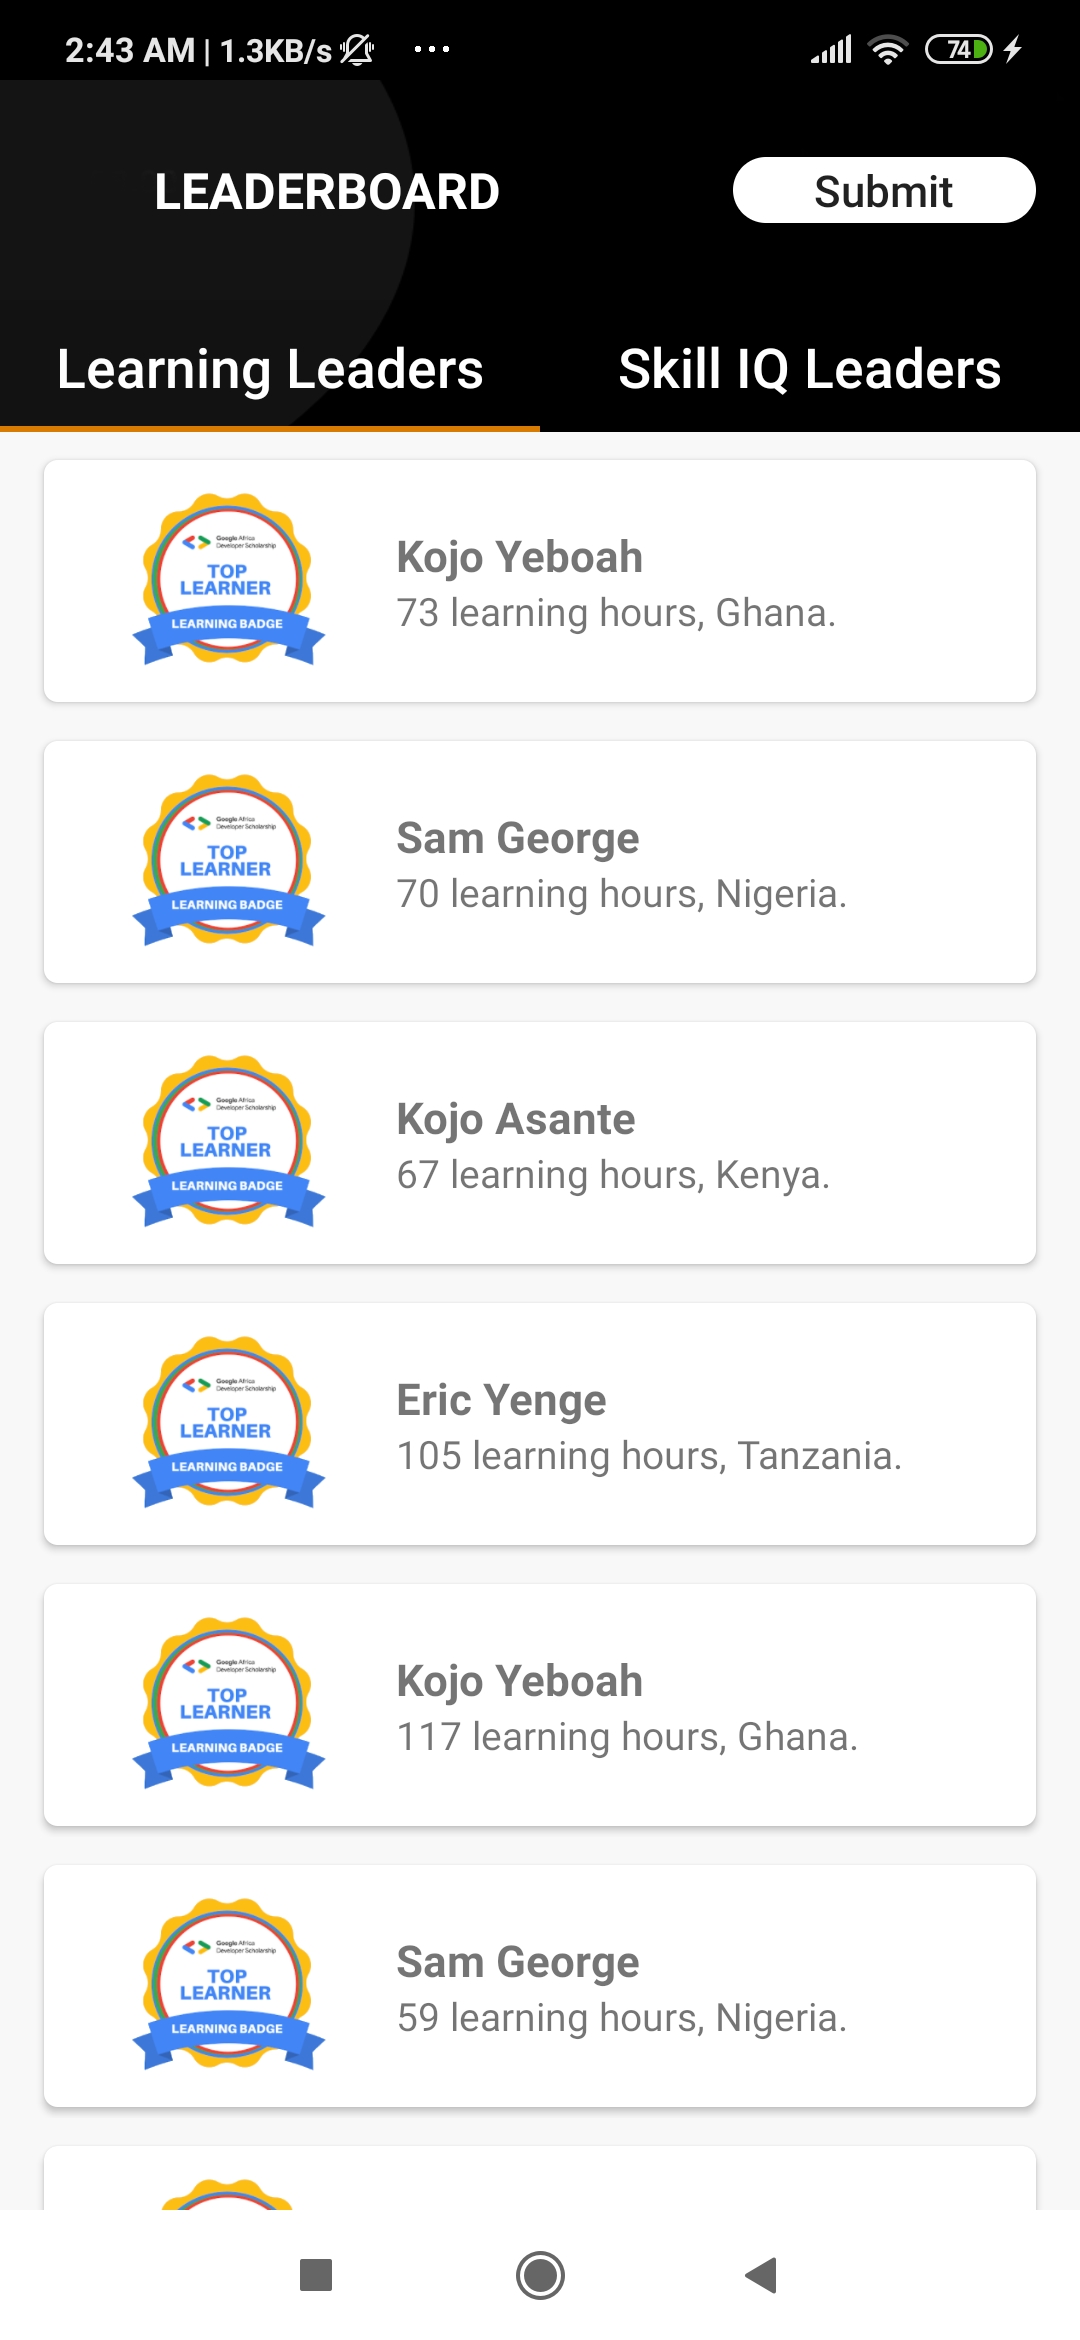 2:43 AM | 1.3KB/s ...
74
LEADERBOARD
Submit
Learning Leaders
Skill IQ Leaders
Google Africa
Developer Scholarship
TOP
LEARNER
LEARNING BADGE
Kojo Yeboah
73 learning hours, Ghana.
Google Africa
Developer Scholarship
TOP
LEARNER
LEARNING BADGE
Sam George
70 learning hours, Nigeria.
Google Africa
Developer Scholarship
TOP
LEARNER
LEARNING BADGE
Kojo Asante
67 learning hours, Kenya.
Google Africa
Developer Scholarship
TOP
LEARNER
LEARNING BADGE
Eric Yenge
105 learning hours, Tanzania.
Google Africa
Developer Scholarship
TOP
LEARNER
LEARNING BADGE
Kojo Yeboah
117 learning hours, Ghana.
Google Africa
Developer Scholarship
TOP
LEARNER
LEARNING BADGE
Sam George
59 learning hours, Nigeria.